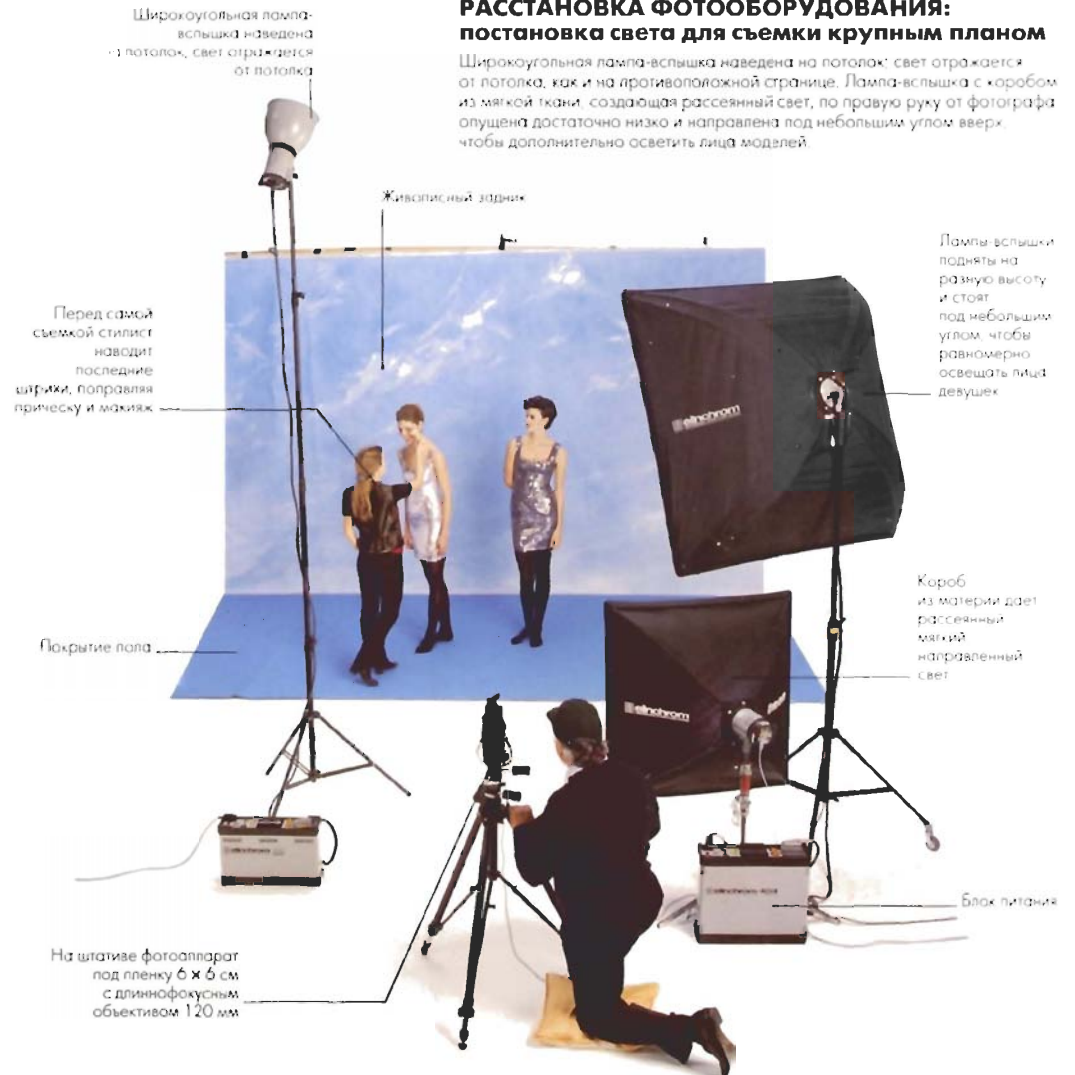 РАССТАНОВКА ФОТООБОРУДОВАНИЯ:
постановка света для съемки крупным планом
Широкоугольная лампа-вспышка наведена на потолок; свет отражается
от потолка, как и на противоположной странице. Лампа-вспышка с коробом
из мягкой ткани, создающая рассеянный свет, по правую руку от фотографа
опущена достаточно низко и направлена под небольшим углом вверх,
чтобы дополнительно осветить лица моделей.
Широкоугольная лампа-
вспышка наведена
на потолок, свет отражается
от потолка
Живописный задник
Лампы-вспышки
подняты на
разную высоту
и стоят
под небольшим
углом, чтобы
равномерно
освещать лица
девушек
Перед самой
съемкой стилист
наводит
последние
штрихи, поправляя
прическу и макияж
elinchrom
Короб
из материи дает
рассеянный
мягкий
направленный
свет
Покрытие пола
elinchrom
elinchrom
elinchrom
Блок питания
На штативе фотоаппарат
под пленку 6 × 6 см
с длиннофокусным
объективом 120 мм